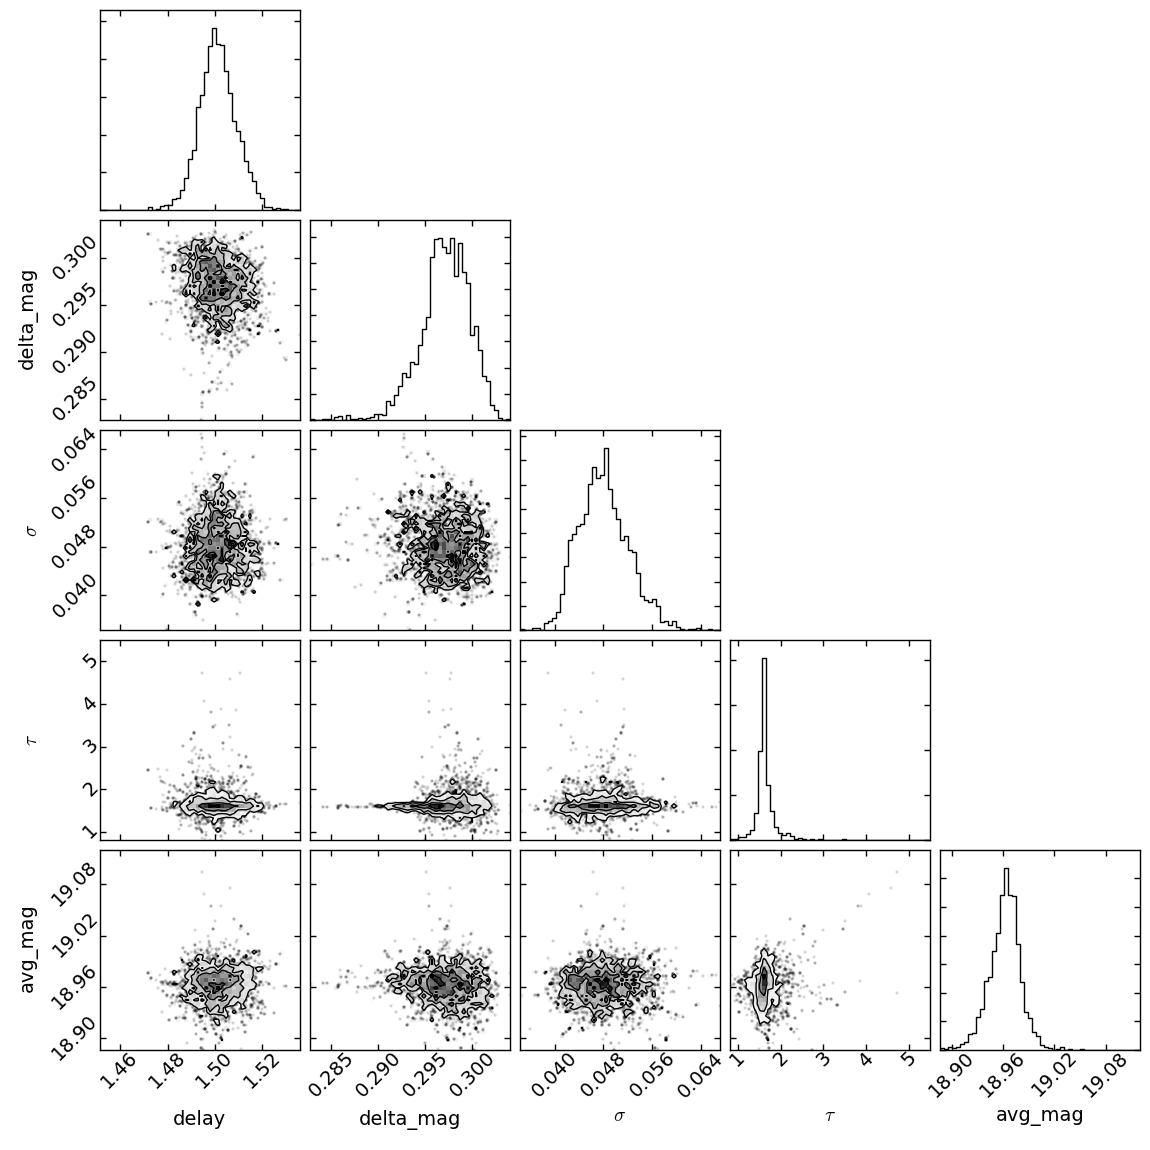 delta_mag
0.300
0.295
0.290
0.285
σ
0.064
0.056
0.048
0.040
τ
5
4
3
2
1
avg_mag
19.08
19.02
18.96
18.90
1.46 1.48 1.50 1.52
0.285 0.290 0.295 0.300
0.040 0.048 0.056 0.064
1 2 3 4 5
18.90 18.96 19.02 19.08
delay delta_mag σ τ avg_mag